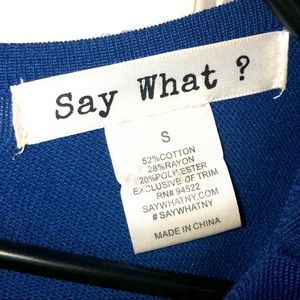 Say What ?
S
52%COTTON
28%RAYON
20%POLYESTER
EXCLUSIVE OF TRIM
RN# 94522
SAYWHATNY.COM
#SAYWHATNY
MADE IN CHINA